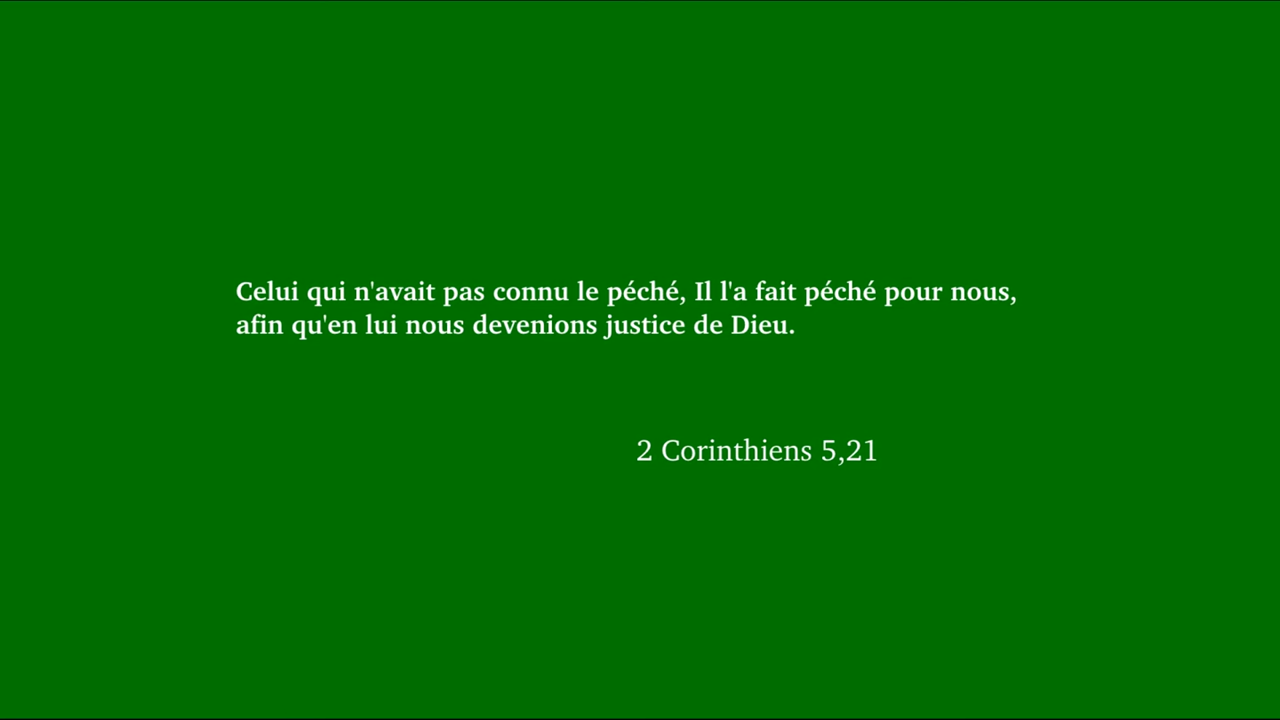 Celui qui n'avait pas connu le péché, Il l'a fait péché pour nous,
afin qu'en lui nous devenions justice de Dieu.
2 Corinthiens 5,21